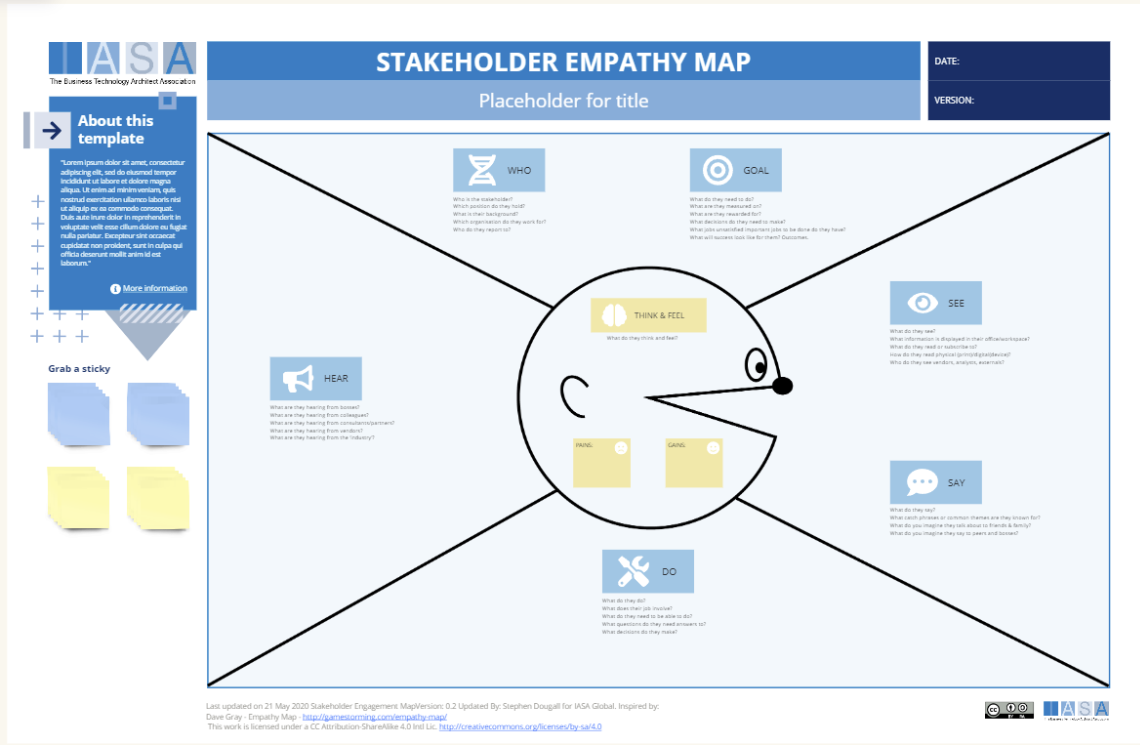 IASA
The Business Technology Architect Association
STAKEHOLDER EMPATHY MAP
Placeholder for title
DATE:
VERSION:
About this
template
"Lorem ipsum dolor sit amet, consectetur
adipiscing elit, sed do eiusmod tempor
incididunt ut labore et dolore magna
aliqua. Ut enim ad minim veniam, quis
nostrud exercitation ullamco laboris nisi
ut aliquip ex ea commodo consequat.
Duis aute irure dolor in reprehenderit in
voluptate velit esse cillum dolore eu fugiat
nulla pariatur. Excepteur sint occaecat
cupidatat non proident, sunt in culpa qui
officia deserunt mollit anim id est
laborum."
More information
Grab a sticky
WHO
Who is the stakeholder?
Which position do they hold?
What is their background?
Which organisation do they work for?
Who do they report to?
GOAL
What do they need to do?
What are they measured on?
What are they rewarded for?
What decisions do they need to make?
What jobs unsatisfied important jobs to be done do they have?
What will success look like for them? Outcomes.
THINK & FEEL
What do they think and feel?
SEE
What do they see?
What information is displayed in their office/workspace?
What do they read or subscribe to?
How do they read physical (print/digital/device)?
Who do they see vendors, analysts, externals?
HEAR
What are they hearing from bosses?
What are they hearing from colleagues?
What are they hearing from consultants/partners?
What are they hearing from vendors?
What are they hearing from the 'industry'?
PAINS:
GAINS:
SAY
What do they say?
What catch phrases or common themes are they known for?
What do you imagine they talk about to friends & family?
What do you imagine they say to peers and bosses?
DO
What do they do?
What does their job involve?
What do they need to be able to do?
What questions do they need answers to?
What decisions do they make?
Last updated on 21 May 2020 Stakeholder Engagement MapVersion: 0.2 Updated By: Stephen Dougall for IASA Global. Inspired by:
Dave Gray - Empathy Map - http://gamestorming.com/empathy-map/
This work is licensed under a CC Attribution-ShareAlike 4.0 Intl Lic. http://creativecommons.org/licenses/by-sa/4.0
CC BY SA
IASA